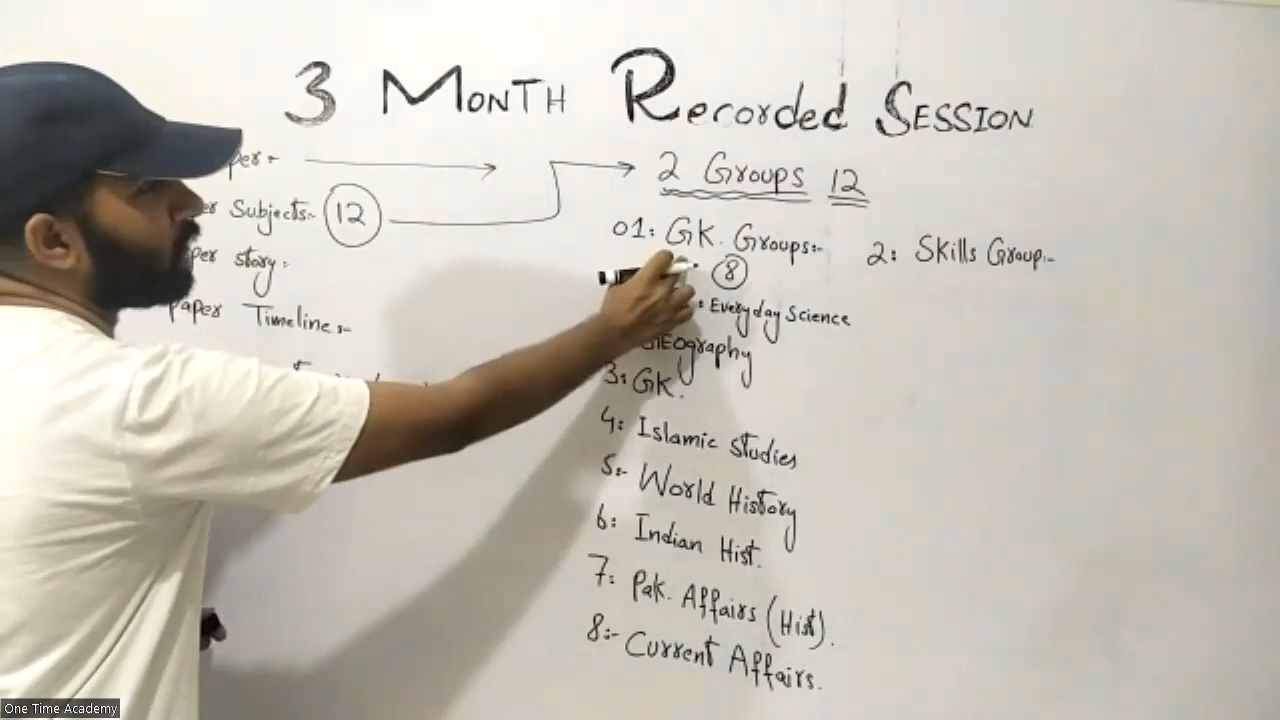 3 MONTH Recorded SESSION
per:-
2 Groups 12
er Subjects:- 12
per story:
paper Timeline:-
01: GK. Groups:-
8
: Everyday Science
GEography
3: GK.
4: Islamic Studies
5:- World History
6: Indian Hist.
7: Pak. Affairs (Hist).
8:- Current Affairs.
2: Skills Group:-
One Time Academy